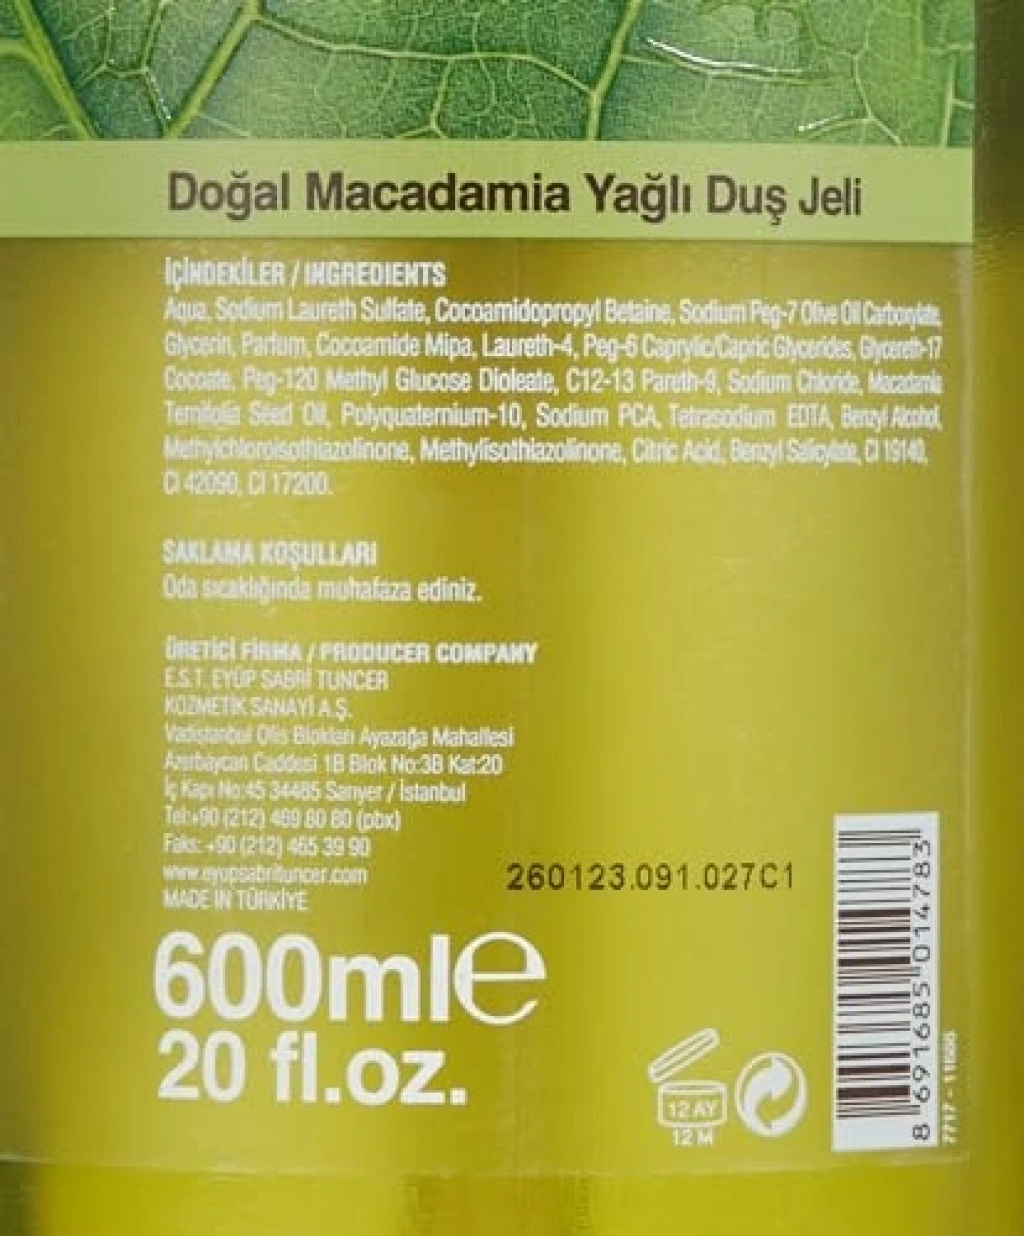 Doğal Macadamia Yağlı Duş Jeli
İÇİNDEKİLER / INGREDIENTS
Aqua, Sodium Laureth Sulfate, Cocoamidopropyl Betaine, Sodium Peg-7 Olive Oil Carboxylate,
Glycerin, Parfum, Cocoamide Mipa, Laureth-4, Peg-6 Caprylic/Capric Glycerides, Glycereth-17
Cocoate, Peg-120 Methyl Glucose Dioleate, C12-13 Pareth-9, Sodium Chloride, Macadamia
Ternifolia Seed Oil, Polyquaternium-10, Sodium PCA, Tetrasodium EDTA, Benzyl Alcohol,
Methylchloroisothiazolinone, Methylisothiazolinone, Citric Acid, Benzyl Salicylate, CI 19140,
CI 42090, CI 17200.
SAKLAMA KOŞULLARI
Oda sıcaklığında muhafaza ediniz.
ÜRETİCİ FİRMA / PRODUCER COMPANY
E.S.T. EYÜP SABRİ TUNCER
KOZMETİK SANAYİ A.Ş.
Vadistanbul Ofis Blokları Ayazağa Mahallesi
Azerbaycan Caddesi 1B Blok No:3B Kat:20
İç Kapı No:45 34485 Sarıyer / İstanbul
Tel:+90 (212) 469 80 80 (pbx)
Faks: +90 (212) 465 39 90
www.eyupsabrituncer.com
MADE IN TÜRKİYE
260123.091.027C1
600ml e
20 fl.oz.
12 AY
12 M
8 691685 014783